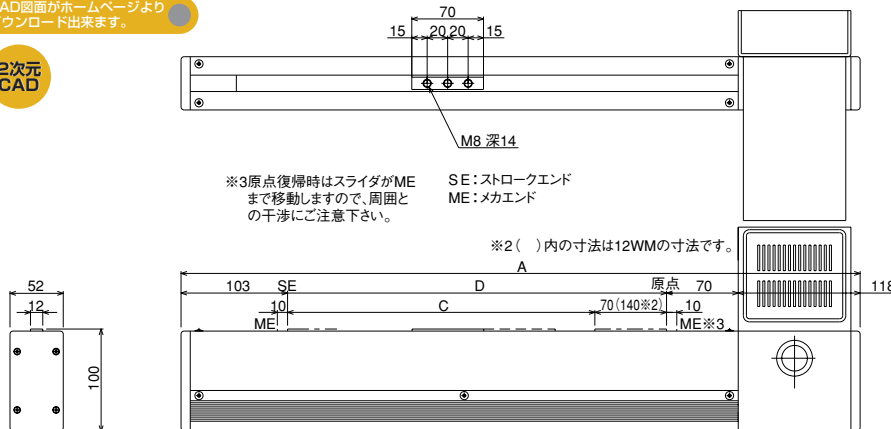 AD図面がホームページより
ウンロード出来ます。
2次元
CAD
70
15 20 20 15
M8 深14
※3原点復帰時はスライダがME
まで移動しますので、周囲と
の干渉にご注意下さい。
SE：ストロークエンド
ME：メカエンド
※2（　）内の寸法は12WMの寸法です。
A
52
103 SE D 原点 70 118
12
10 C 70（140※2） 10
ME ME※3
100